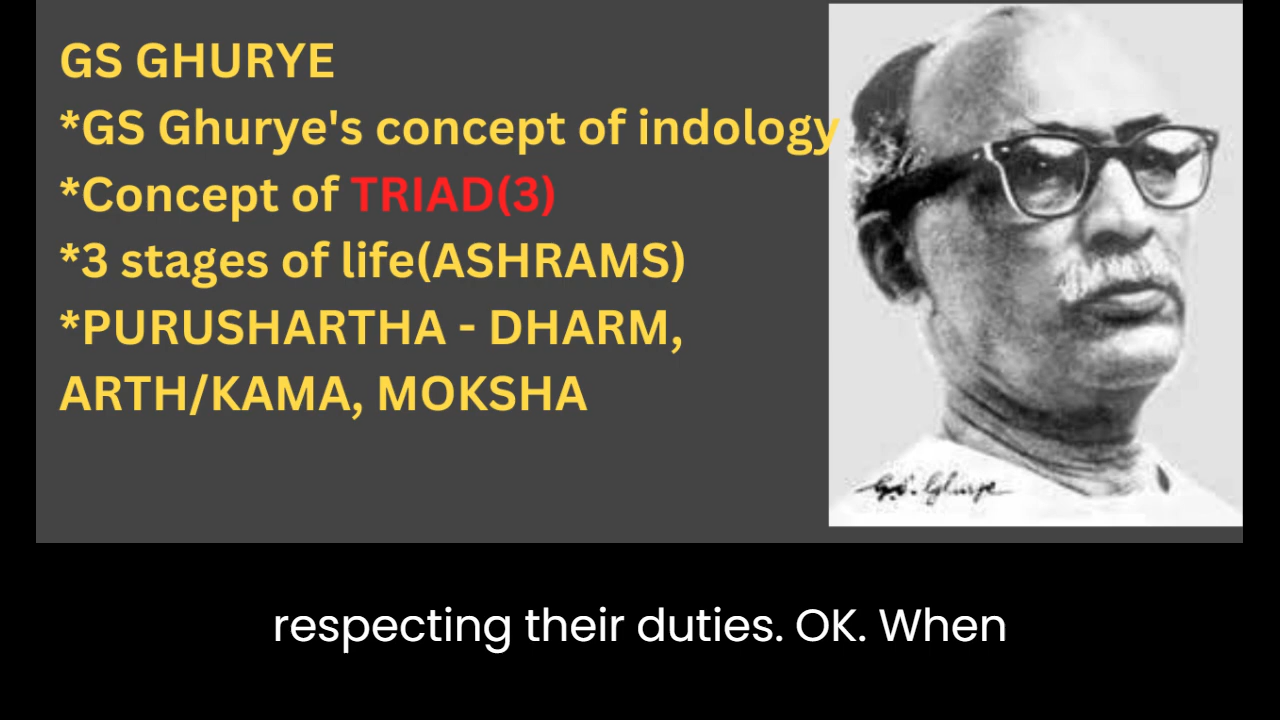 GS GHURYE
*GS Ghurye's concept of indology
*Concept of TRIAD(3)
*3 stages of life(ASHRAMS)
*PURUSHARTHA - DHARM,
ARTH/KAMA, MOKSHA
G.S. Ghurye
respecting their duties. OK. When